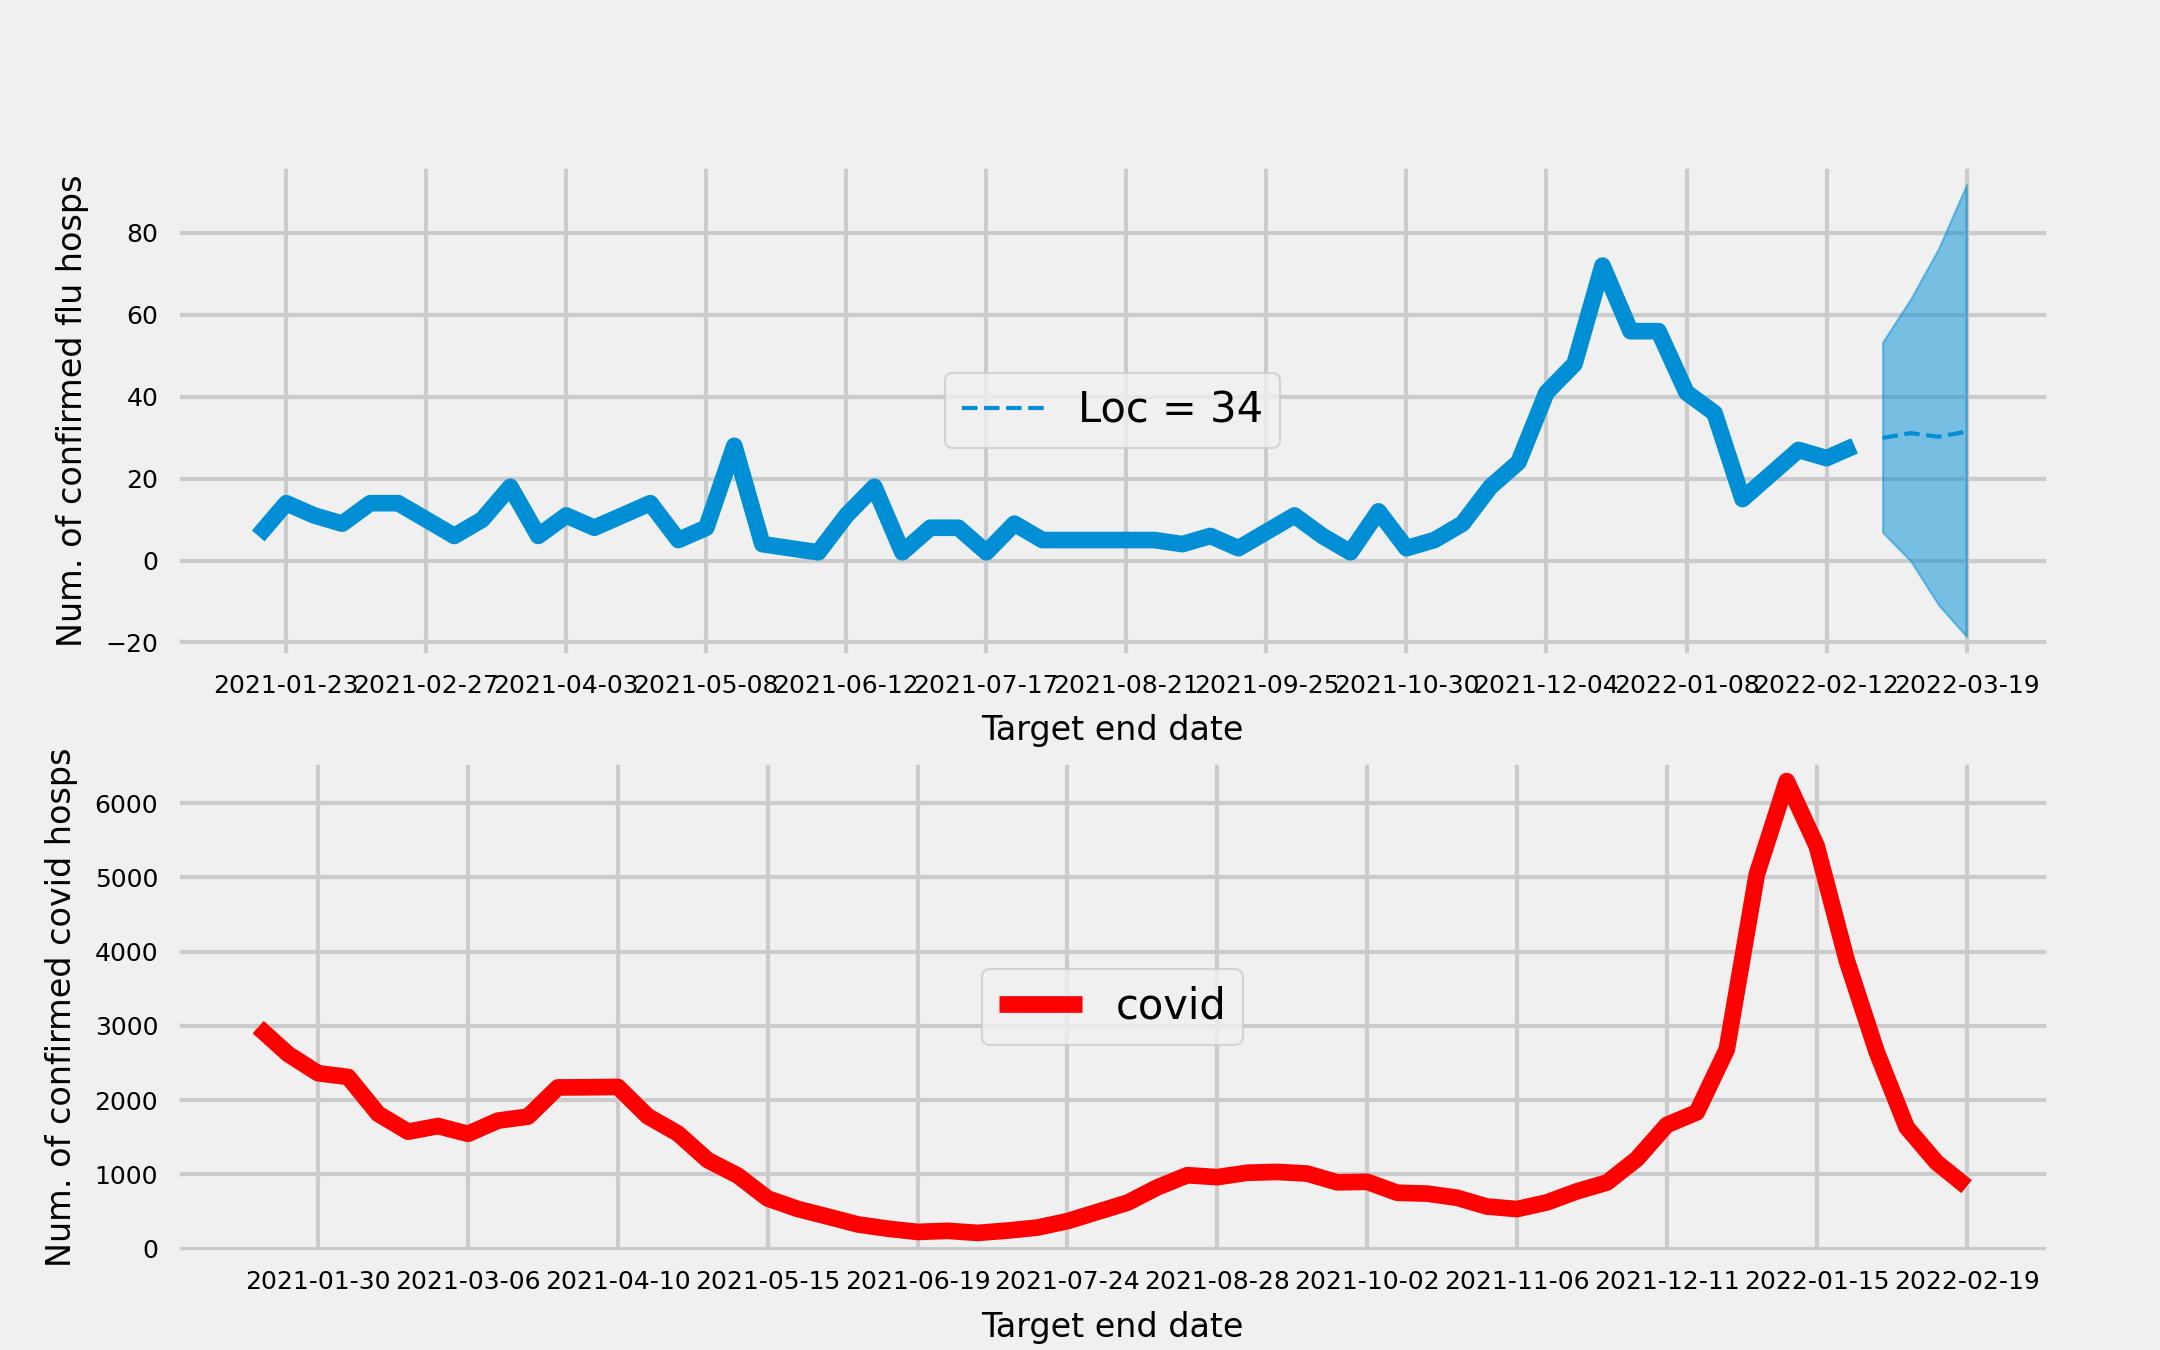 Num. of confirmed flu hosps
80
60
40
20
0
−20
Loc = 34
2021-01-23 2021-02-27 2021-04-03 2021-05-08 2021-06-12 2021-07-17 2021-08-21 2021-09-25 2021-10-30 2021-12-04 2022-01-08 2022-02-12 2022-03-19
Target end date
Num. of confirmed covid hosps
6000
5000
4000
3000
2000
1000
0
covid
2021-01-30 2021-03-06 2021-04-10 2021-05-15 2021-06-19 2021-07-24 2021-08-28 2021-10-02 2021-11-06 2021-12-11 2022-01-15 2022-02-19
Target end date